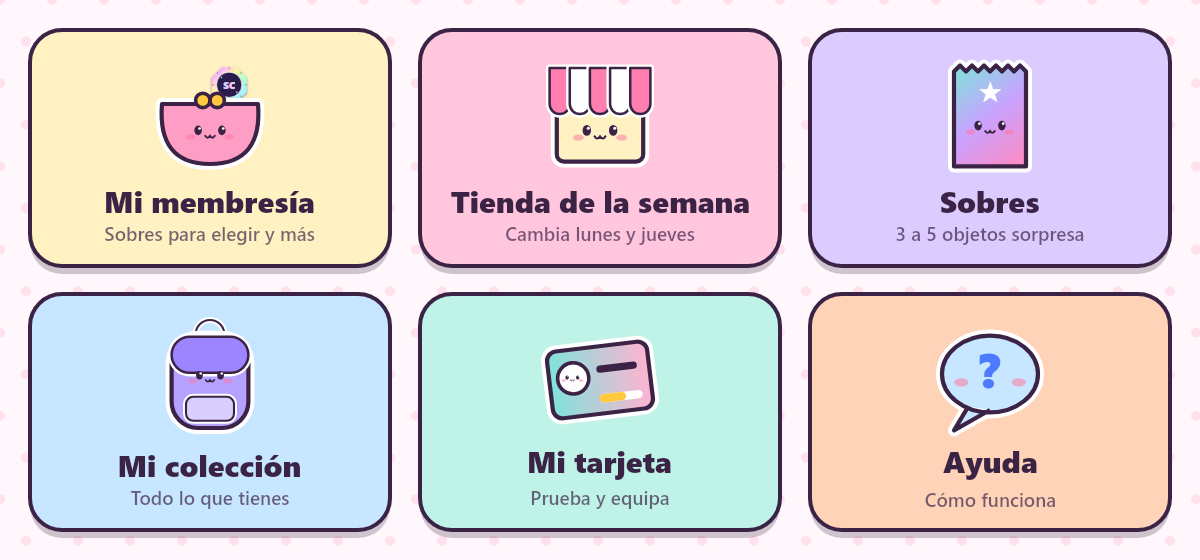 sc
Mi membresía
Sobres para elegir y más
Tienda de la semana
Cambia lunes y jueves
Sobres
3 a 5 objetos sorpresa
Mi colección
Todo lo que tienes
Mi tarjeta
Prueba y equipa
?
Ayuda
Cómo funciona